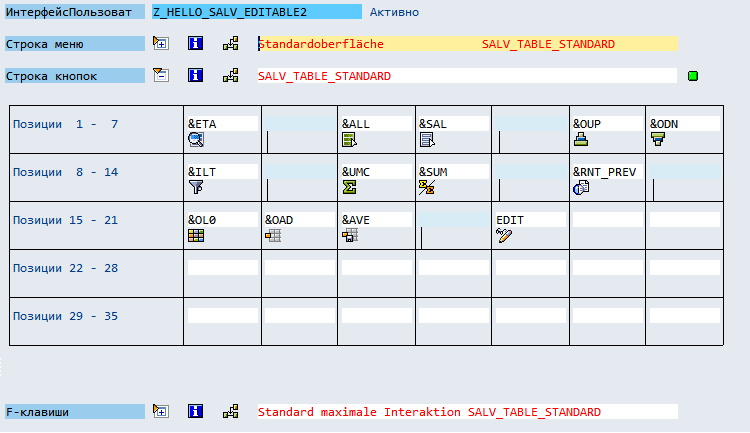 ИнтерфейсПользоват Z_HELLO_SALV_EDITABLE2 Активно
Строка меню Standardoberfläche SALV_TABLE_STANDARD
Строка кнопок SALV_TABLE_STANDARD
Позиции 1 - 7 &ETA &ALL &SAL &OUP &ODN
Позиции 8 - 14 &ILT &UMC &SUM &RNT_PREV
Позиции 15 - 21 &OL0 &OAD &AVE EDIT
Позиции 22 - 28
Позиции 29 - 35
F-клавиши Standard maximale Interaktion SALV_TABLE_STANDARD